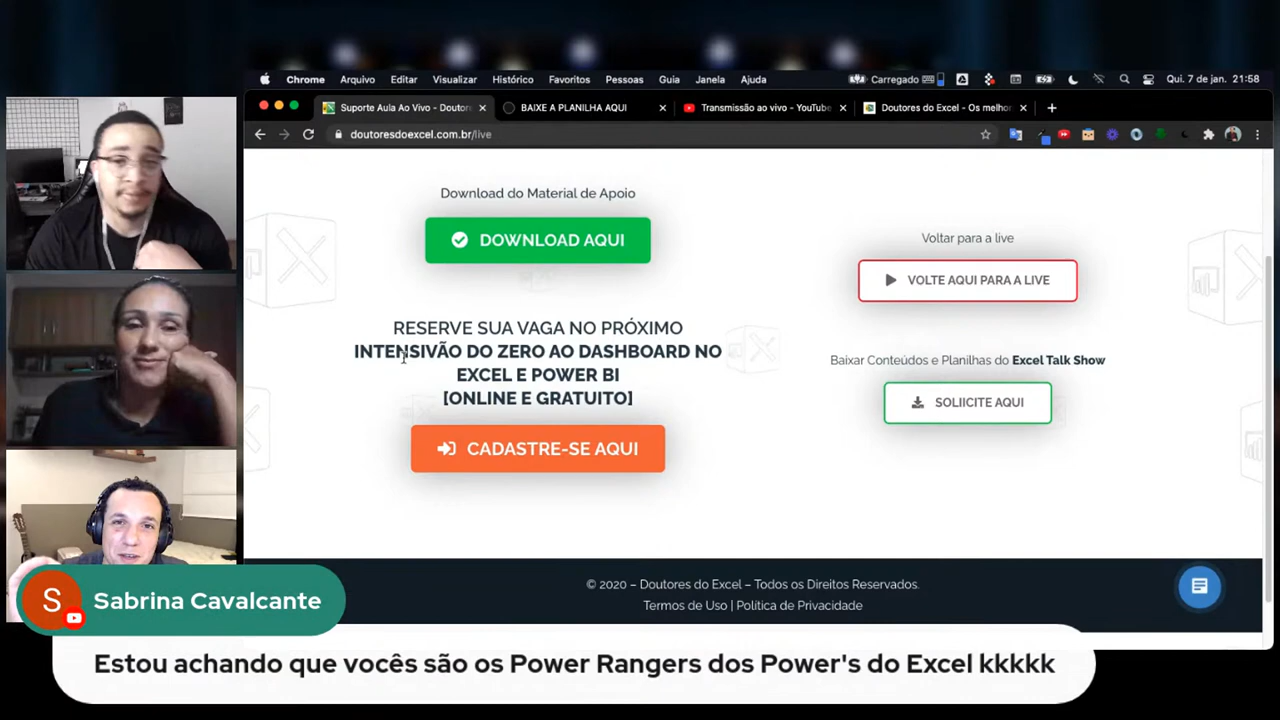 Chrome Arquivo Editar Visualizar Histórico Favoritos Pessoas Guia Janela Ajuda
Carregado Qui. 7 de jan. 21:58
Suporte Aula Ao Vivo - Doutore
BAIXE A PLANILHA AQUI
Transmissão ao vivo - YouTube
Doutores do Excel - Os melhor
doutoresdoexcel.com.br/live
Download do Material de Apoio
DOWNLOAD AQUI
RESERVE SUA VAGA NO PRÓXIMO
INTENSIVÃO DO ZERO AO DASHBOARD NO
EXCEL E POWER BI
[ONLINE E GRATUITO]
CADASTRE-SE AQUI
Voltar para a live
VOLTE AQUI PARA A LIVE
Baixar Conteúdos e Planilhas do Excel Talk Show
SOLIICITE AQUI
© 2020 – Doutores do Excel – Todos os Direitos Reservados.
Termos de Uso | Política de Privacidade
S
Sabrina Cavalcante
Estou achando que vocês são os Power Rangers dos Power's do Excel kkkkk